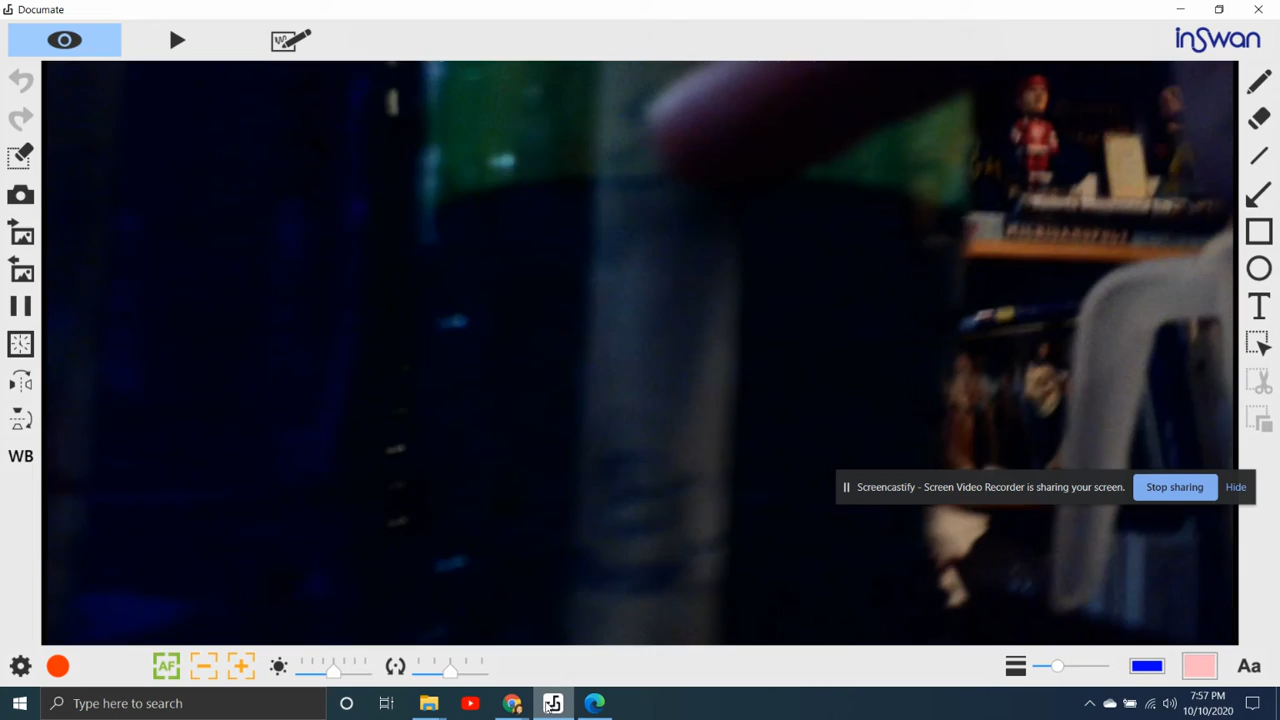 Documate
inSwan
WB
Screencastify - Screen Video Recorder is sharing your screen.
Stop sharing
Hide
T
AF
Aa
Type here to search
7:57 PM
10/10/2020